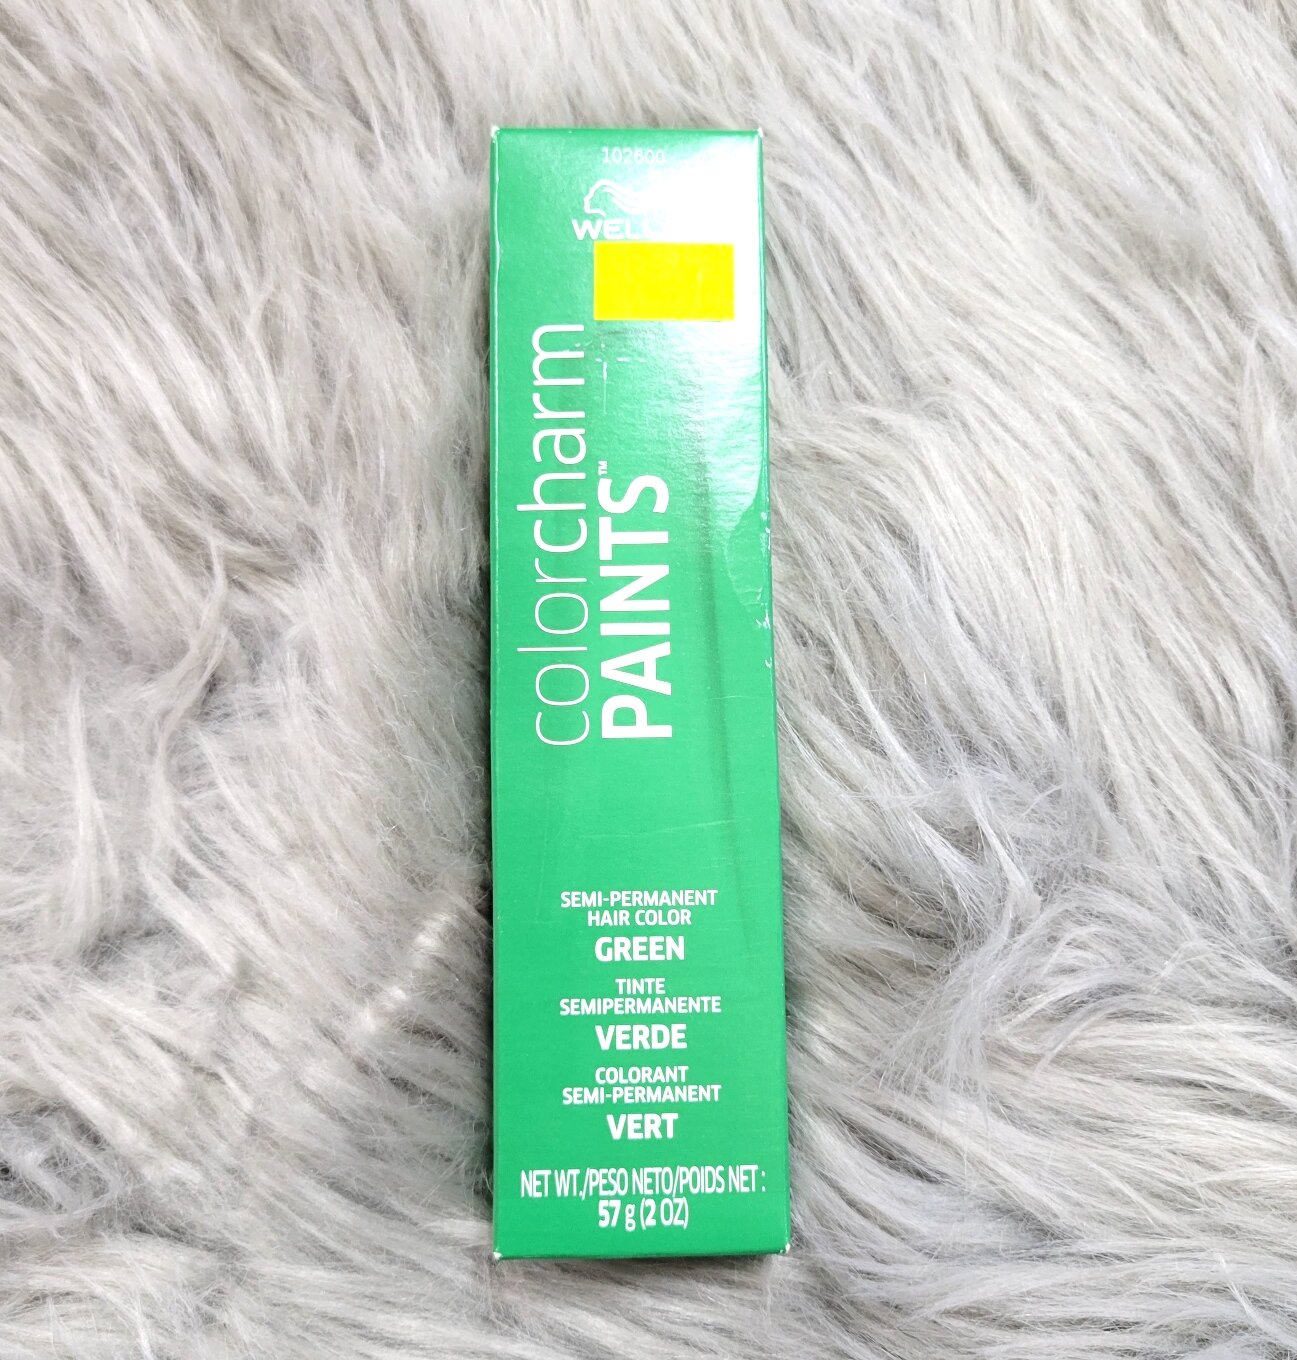 102600
WELL
colorcharm
PAINTS™
SEMI-PERMANENT
HAIR COLOR
GREEN
TINTE
SEMIPERMANENTE
VERDE
COLORANT
SEMI-PERMANENT
VERT
NET WT./PESO NETO/POIDS NET :
57 g (2 OZ)